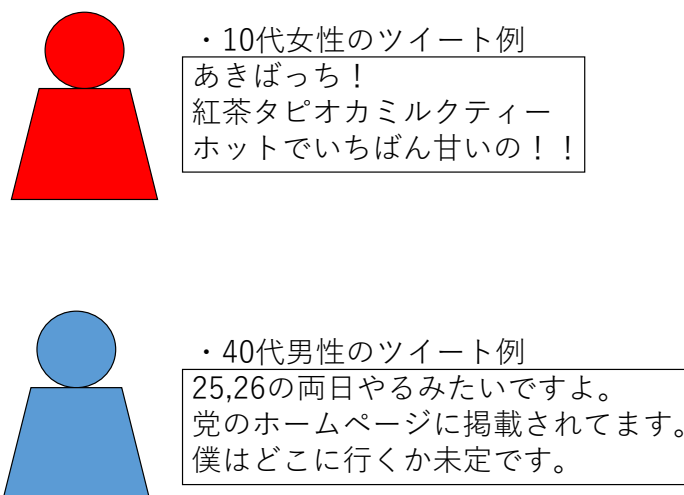 ・10代女性のツイート例
あきばっち！
紅茶タピオカミルクティー
ホットでいちばん甘いの！！
・40代男性のツイート例
25,26の両日やるみたいですよ。
党のホームページに掲載されてます。
僕はどこに行くか未定です。